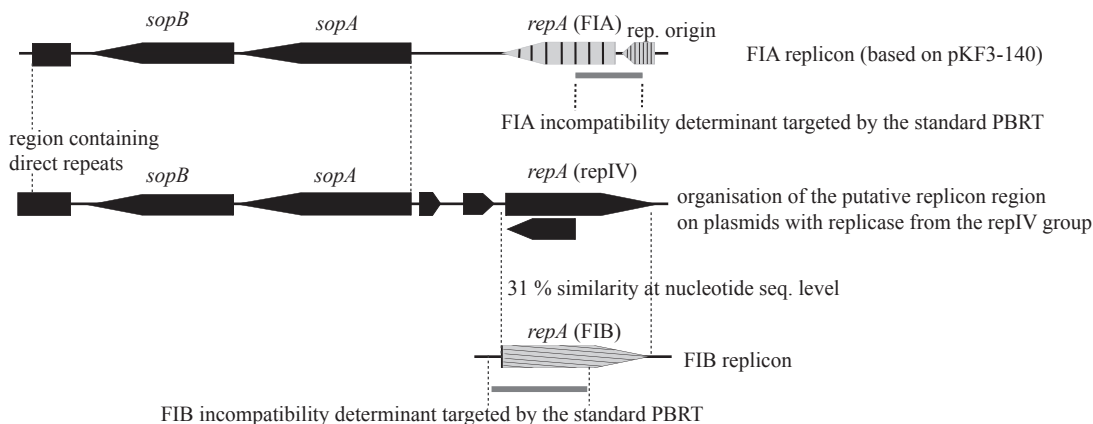 sopB
sopA
repA (FIA)
rep. origin
FIA replicon (based on pKF3-140)
FIA incompatibility determinant targeted by the standard PBRT
region containing
direct repeats
sopB
sopA
repA (repIV)
organisation of the putative replicon region
on plasmids with replicase from the repIV group
31 % similarity at nucleotide seq. level
repA (FIB)
FIB replicon
FIB incompatibility determinant targeted by the standard PBRT